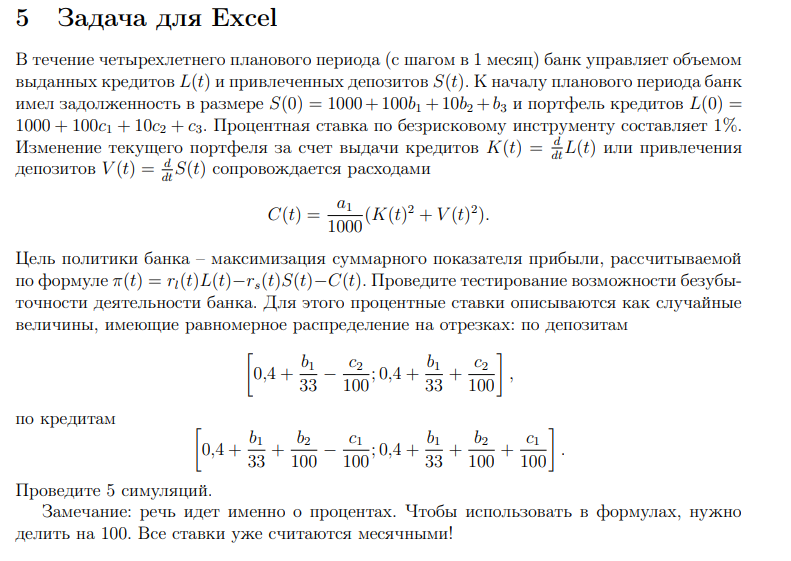 5 Задача для Excel
В течение четырехлетнего планового периода (с шагом в 1 месяц) банк управляет объемом
выданных кредитов L(t) и привлеченных депозитов S(t). К началу планового периода банк
имел задолженность в размере S(0) = 1000 + 100b₁ + 10b₂ + b₃ и портфель кредитов L(0) =
1000 + 100c₁ + 10c₂ + c₃. Процентная ставка по безрисковому инструменту составляет 1%.
Изменение текущего портфеля за счет выдачи кредитов K(t) = d/dt L(t) или привлечения
депозитов V(t) = d/dt S(t) сопровождается расходами
C(t) = a₁/1000 (K(t)² + V(t)²).
Цель политики банка – максимизация суммарного показателя прибыли, рассчитываемой
по формуле π(t) = rₗ(t)L(t)−rₛ(t)S(t)−C(t). Проведите тестирование возможности безубы-
точности деятельности банка. Для этого процентные ставки описываются как случайные
величины, имеющие равномерное распределение на отрезках: по депозитам
[0,4 + b₁/33 − c₂/100; 0,4 + b₁/33 + c₂/100],
по кредитам
[0,4 + b₁/33 + b₂/100 − c₁/100; 0,4 + b₁/33 + b₂/100 + c₁/100].
Проведите 5 симуляций.
Замечание: речь идет именно о процентах. Чтобы использовать в формулах, нужно
делить на 100. Все ставки уже считаются месячными!